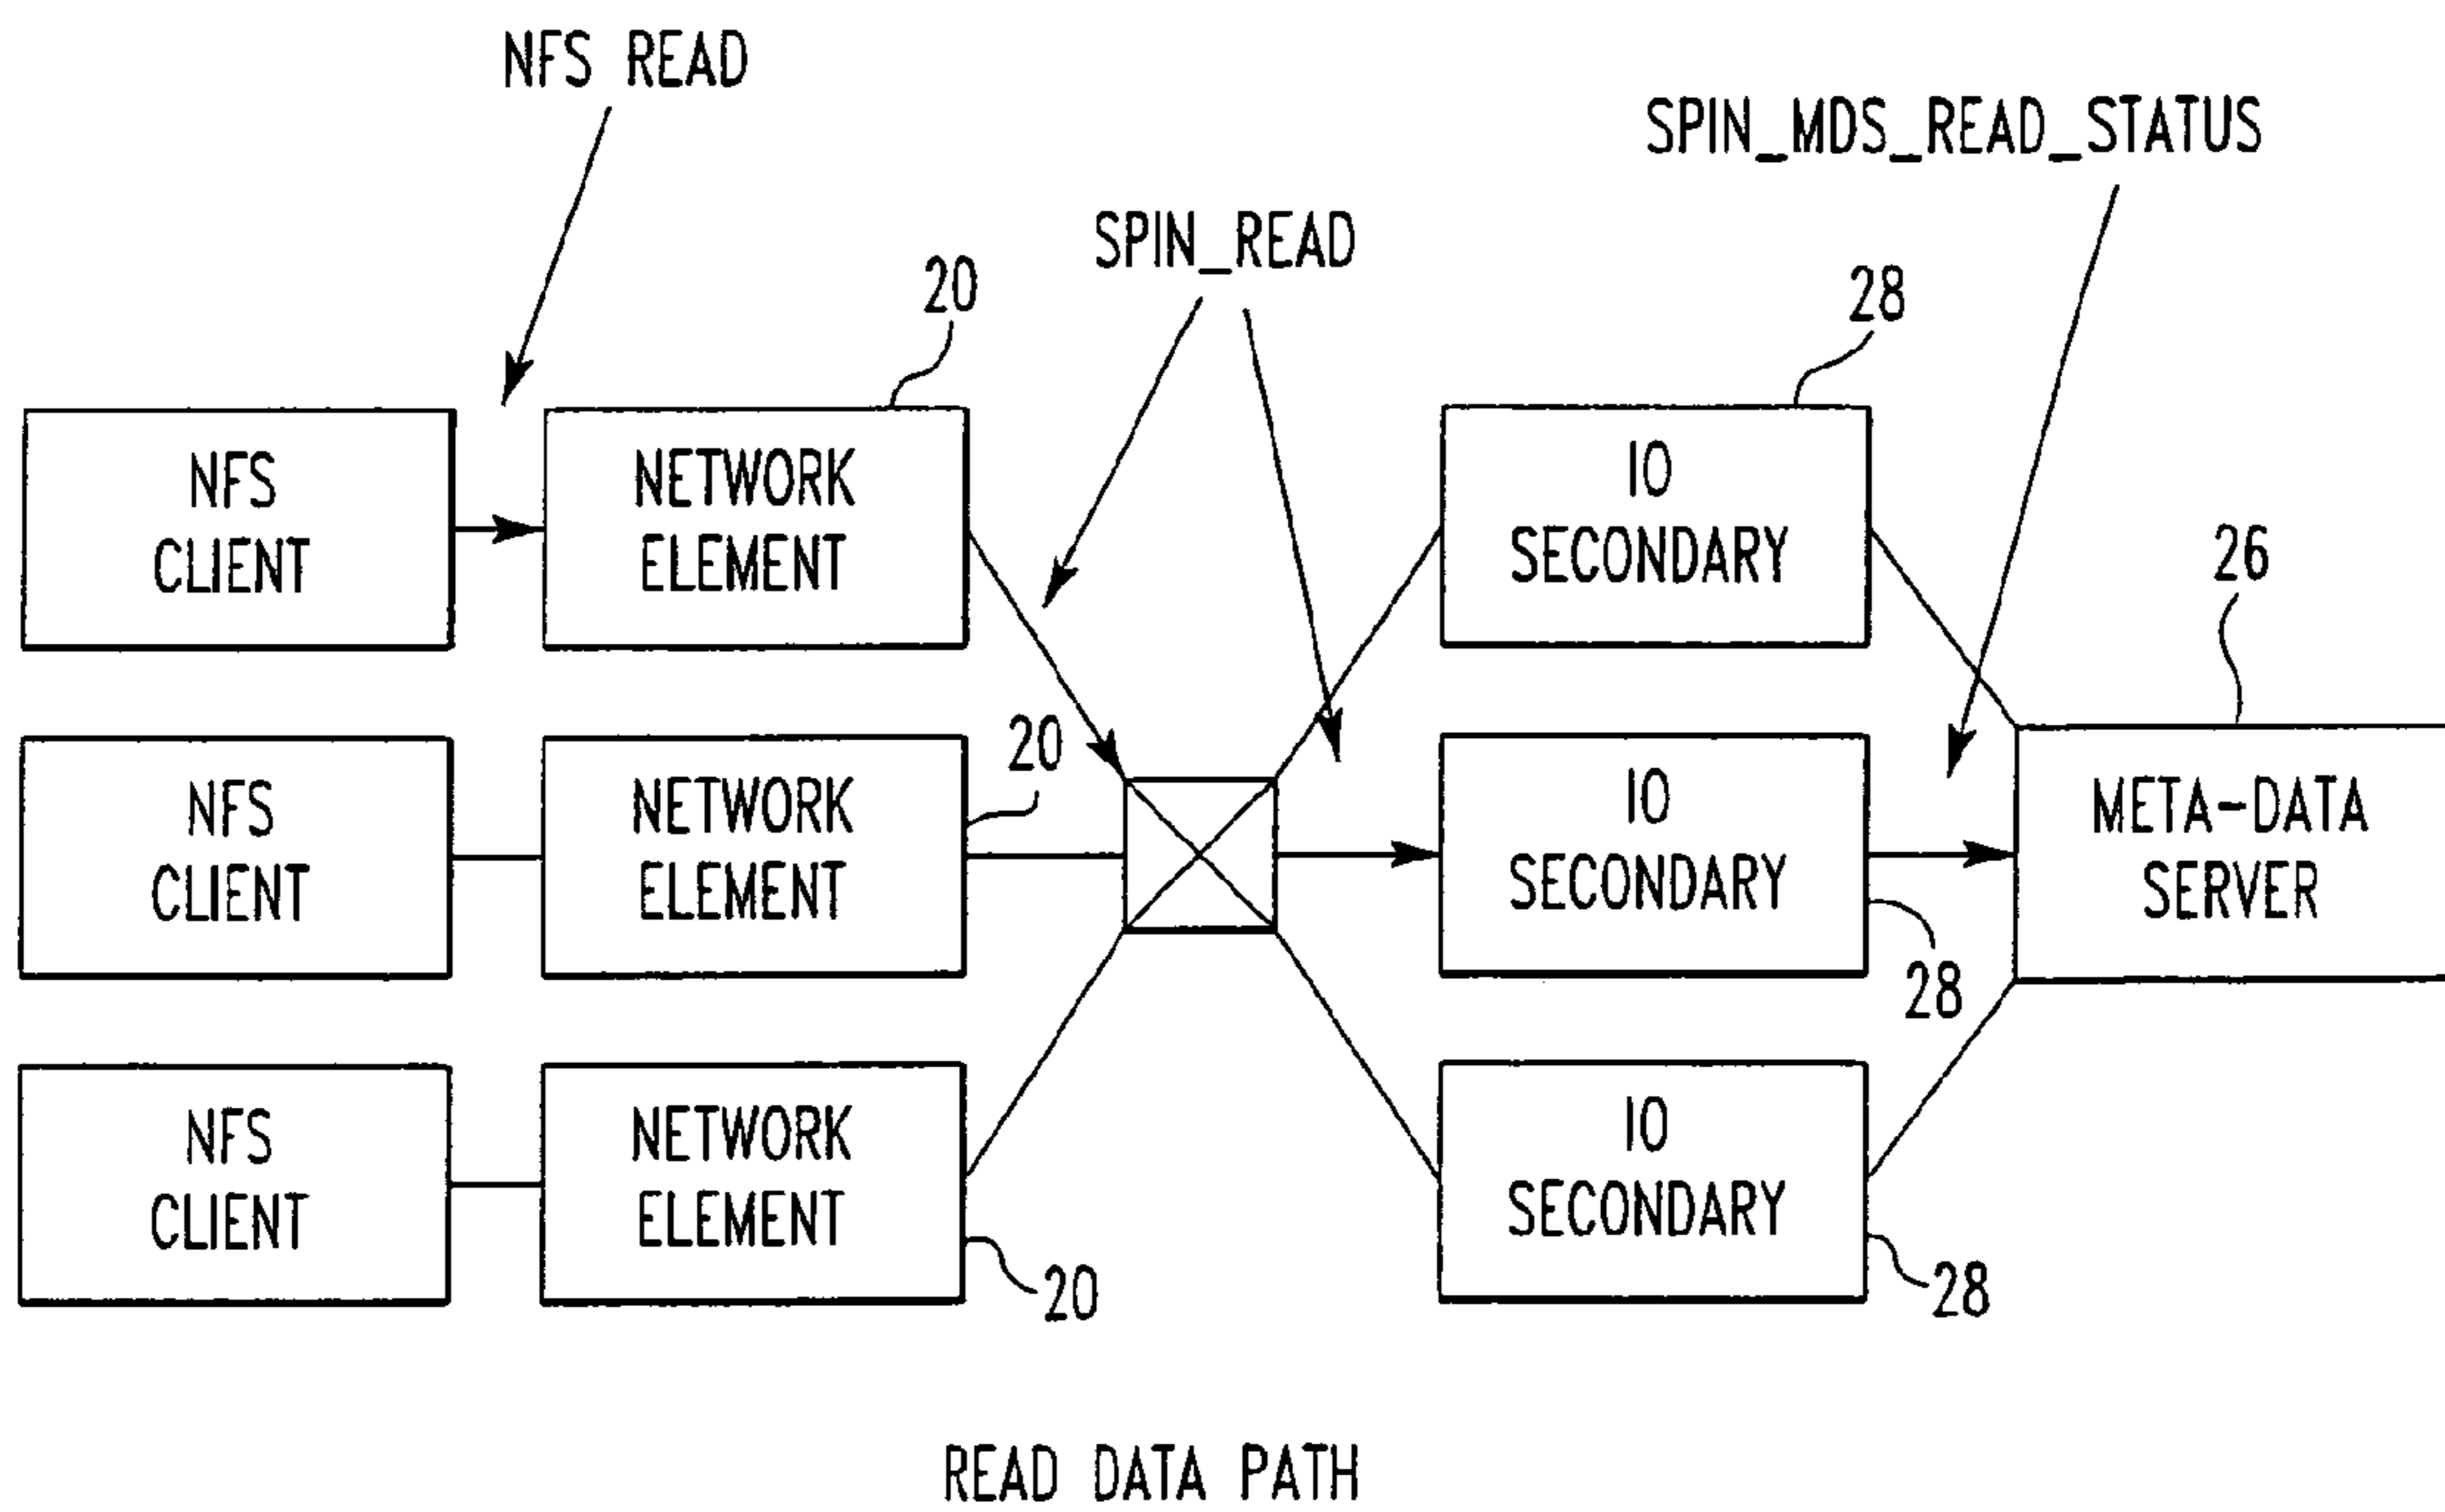 NFS READ
SPIN_MDS_READ_STATUS
SPIN_READ
20
28
NFS
CLIENT
NETWORK
ELEMENT
IO
SECONDARY
26
20
NFS
CLIENT
NETWORK
ELEMENT
IO
SECONDARY
META-DATA
SERVER
28
NFS
CLIENT
NETWORK
ELEMENT
IO
SECONDARY
20
28
READ DATA PATH